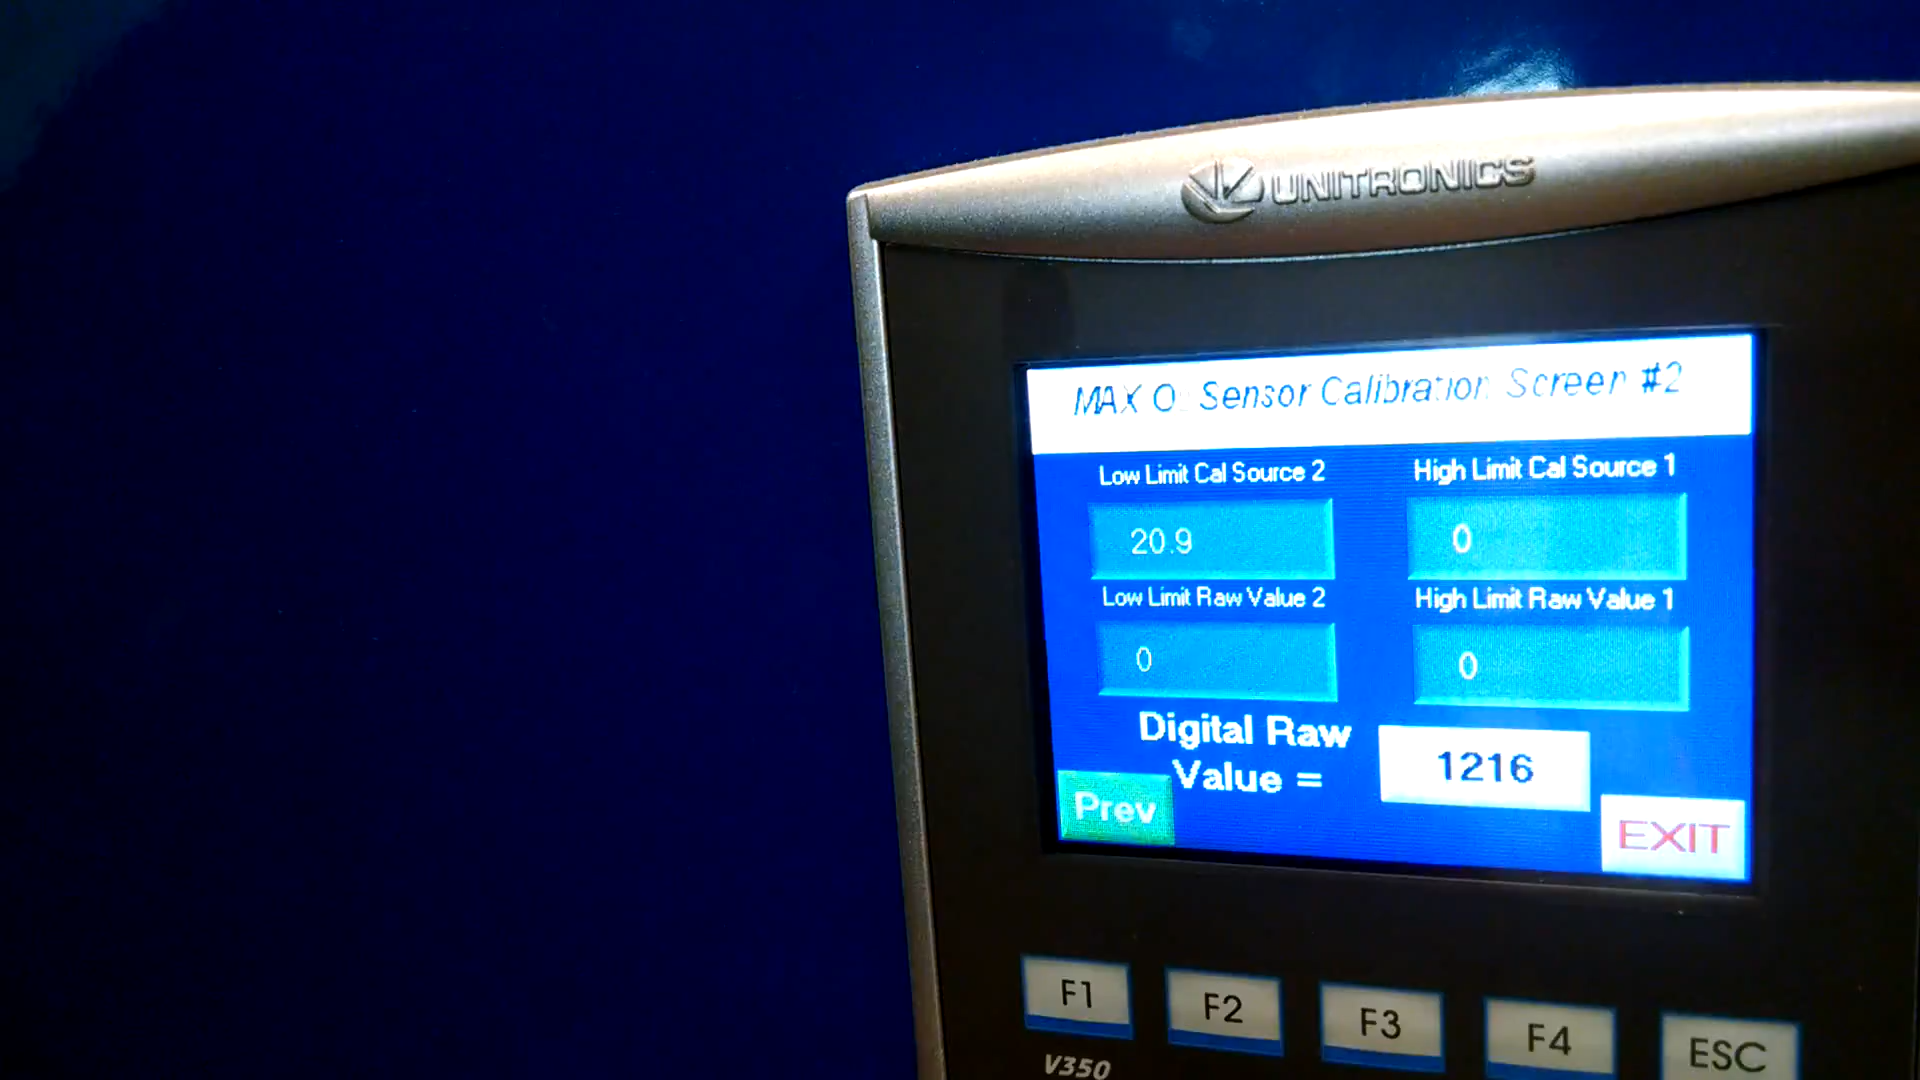 UNITRONICS
MAX O Sensor Calibration Screen #2
Low Limit Cal Source 2
High Limit Cal Source 1
20.9
0
Low Limit Raw Value 2
High Limit Raw Value 1
0
0
Digital Raw
Value =
1216
Prev
EXIT
F1
F2
F3
F4
ESC
V350